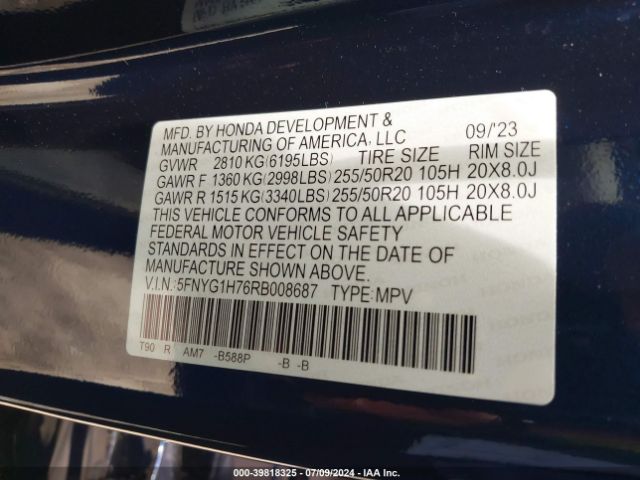 MFD. BY HONDA DEVELOPMENT &
MANUFACTURING OF AMERICA, LLC 09/'23
GVWR 2810 KG(6195LBS) TIRE SIZE RIM SIZE
GAWR F 1360 KG(2998LBS) 255/50R20 105H 20X8.0J
GAWR R 1515 KG(3340LBS) 255/50R20 105H 20X8.0J
THIS VEHICLE CONFORMS TO ALL APPLICABLE
FEDERAL MOTOR VEHICLE SAFETY
STANDARDS IN EFFECT ON THE DATE OF
MANUFACTURE SHOWN ABOVE.
V.I.N.:5FNYG1H76RB008687 TYPE:MPV
T90 R AM7 -B588P -B -B
000-39818325 - 07/09/2024 - IAA Inc.